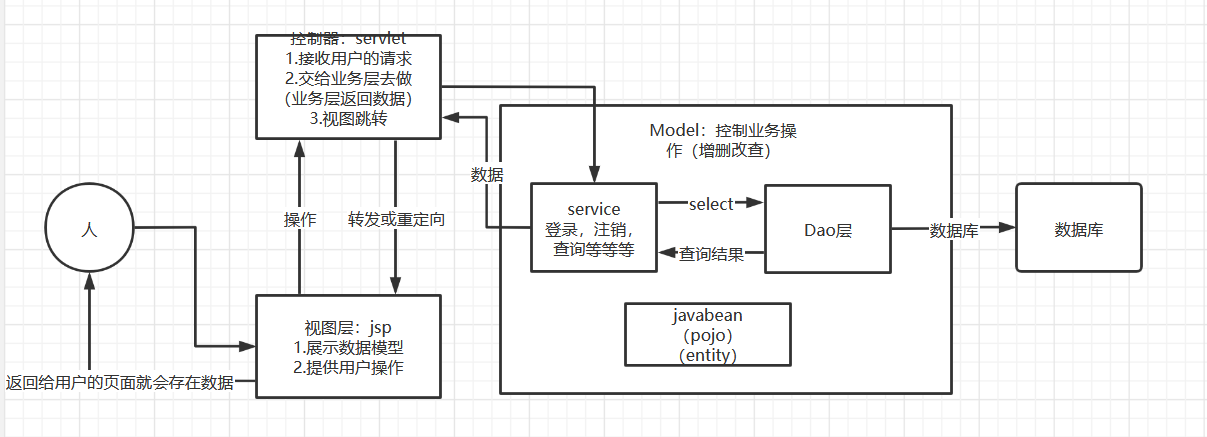 控制器：servlet
1.接收用户的请求
2.交给业务层去做
（业务层返回数据）
3.视图跳转
Model：控制业务操
作（增删改查）
数据
service
登录，注销，
查询等等等
select
查询结果
Dao层
数据库
数据库
人
操作
转发或重定向
javabean
（pojo）
（entity）
视图层：jsp
1.展示数据模型
2.提供用户操作
返回给用户的页面就会存在数据